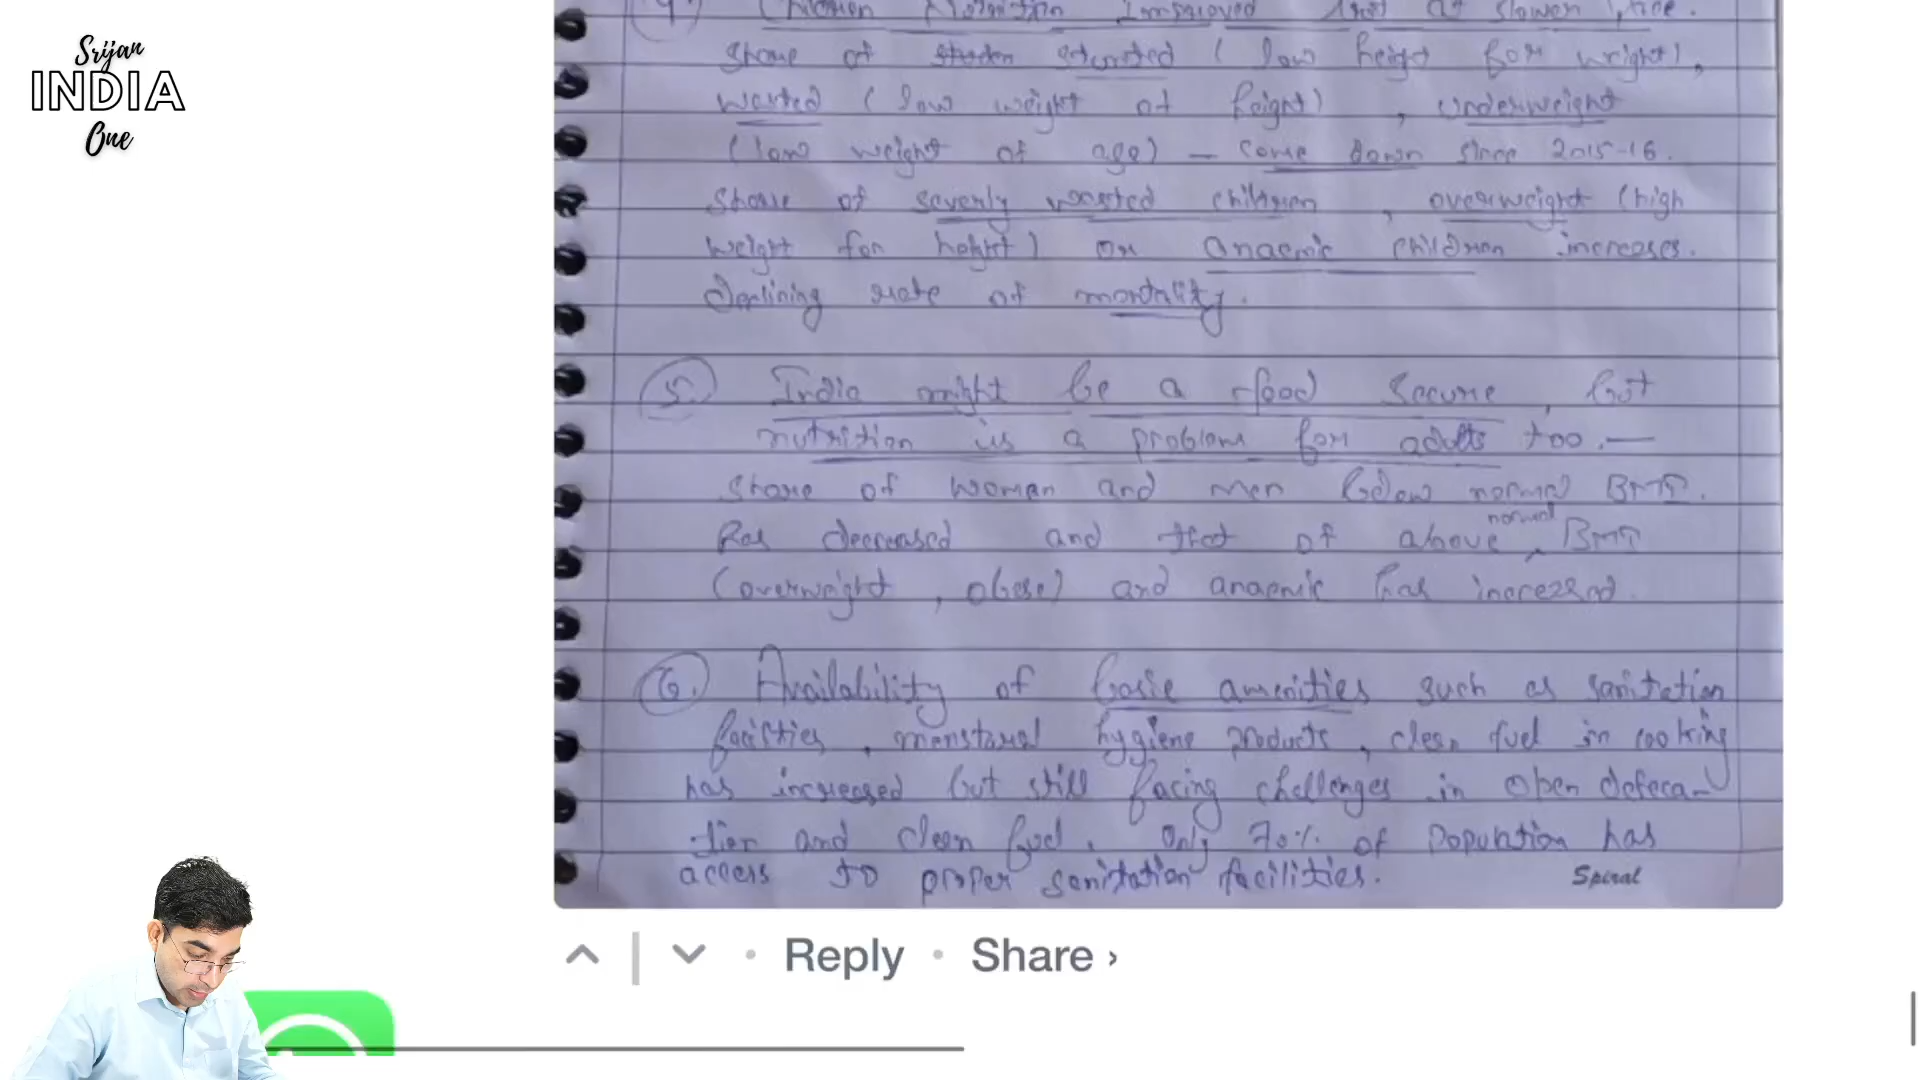 Srijan
INDIA
One
4. Children Nutrition Improved but at slower
Share of stunted (low height for weight),
wasted (low weight of height), underweight
(low weight of age) - come down since 2015-16.
Share of severly wasted children, overweight (high
weight for height) or anaemic children increases.
Declining rate of mortality.
5. India might be a food secure, but
nutrition is a problem for adults too. —
Share of women and men below normal BMI.
has decreased and that of above normal BMI
(overweight, obese) and anaemic has increased.
6. Availability of basic amenities such as sanitation
facilities, menstural hygiene products, clean fuel in cooking
has increased but still facing challenges in open defeca-
tion and clean fuel. Only 70% of population has
access to proper sanitation facilities.
Spiral
Reply • Share ›